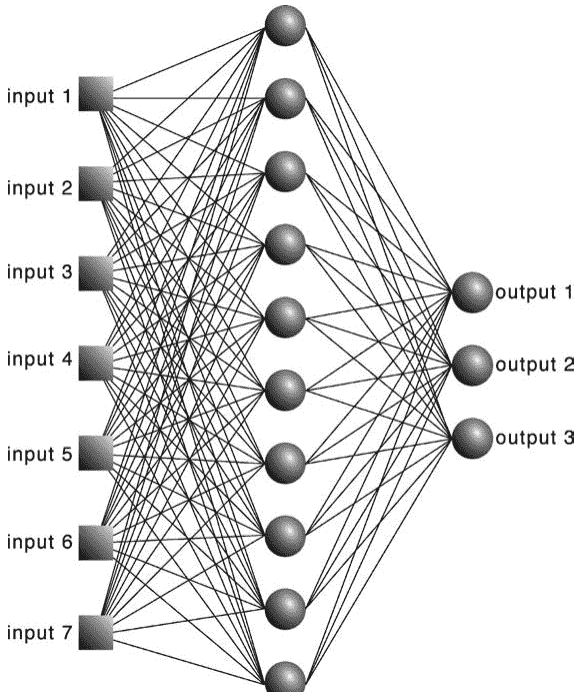 input 1
input 2
input 3
input 4
input 5
input 6
input 7
output 1
output 2
output 3